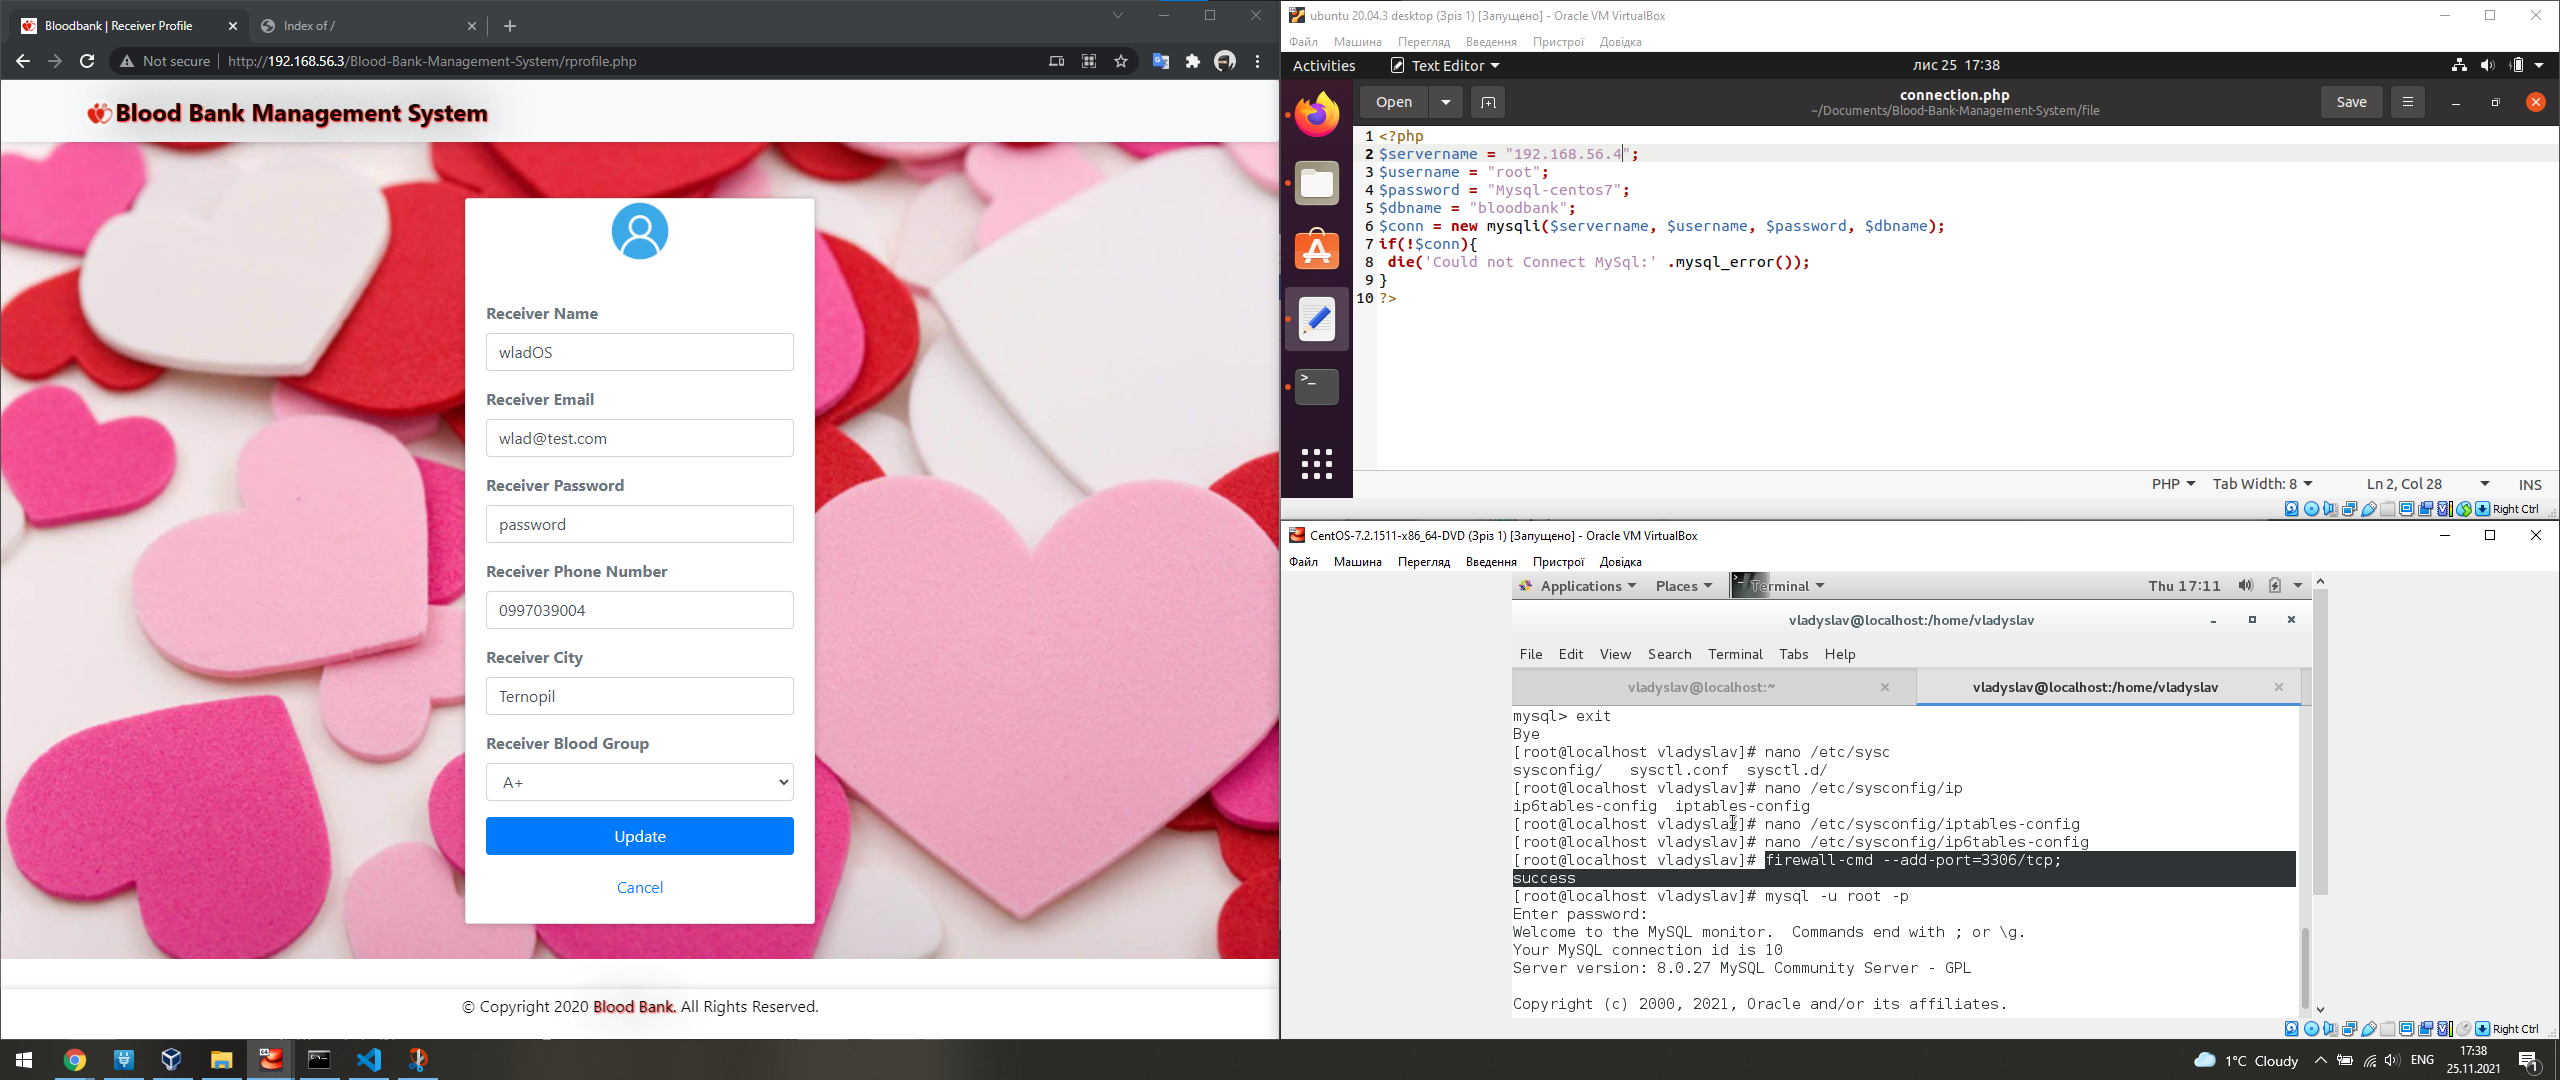 Bloodbank | Receiver Profile
Index of /
Not secure
http://192.168.56.3/Blood-Bank-Management-System/rprofile.php
Blood Bank Management System
Receiver Name
wladOS
Receiver Email
wlad@test.com
Receiver Password
password
Receiver Phone Number
0997039004
Receiver City
Ternopil
Receiver Blood Group
A+
Update
Cancel
© Copyright 2020 Blood Bank. All Rights Reserved.
ubuntu 20.04.3 desktop (Зріз 1) [Запущено] - Oracle VM VirtualBox
Файл Машина Перегляд Введення Пристрої Довідка
Activities Text Editor лис 25 17:38
Open connection.php Save
~/Documents/Blood-Bank-Management-System/file
1 <?php
2 $servername = "192.168.56.4";
3 $username = "root";
4 $password = "Mysql-centos7";
5 $dbname = "bloodbank";
6 $conn = new mysqli($servername, $username, $password, $dbname);
7 if(!$conn){
8  die('Could not Connect MySql:' .mysql_error());
9 }
10 ?>
PHP Tab Width: 8 Ln 2, Col 28 INS
Right Ctrl
CentOS-7.2.1511-x86_64-DVD (Зріз 1) [Запущено] - Oracle VM VirtualBox
Файл Машина Перегляд Введення Пристрої Довідка
Applications Places Terminal Thu 17:11
vladyslav@localhost:/home/vladyslav
File Edit View Search Terminal Tabs Help
vladyslav@localhost:~ vladyslav@localhost:/home/vladyslav
mysql> exit
Bye
[root@localhost vladyslav]# nano /etc/sysc
sysconfig/   sysctl.conf  sysctl.d/
[root@localhost vladyslav]# nano /etc/sysconfig/ip
ip6tables-config  iptables-config
[root@localhost vladyslav]# nano /etc/sysconfig/iptables-config
[root@localhost vladyslav]# nano /etc/sysconfig/ip6tables-config
[root@localhost vladyslav]# firewall-cmd --add-port=3306/tcp;
success
[root@localhost vladyslav]# mysql -u root -p
Enter password:
Welcome to the MySQL monitor.  Commands end with ; or \g.
Your MySQL connection id is 10
Server version: 8.0.27 MySQL Community Server - GPL
Copyright (c) 2000, 2021, Oracle and/or its affiliates.
Right Ctrl
1°C Cloudy ENG 17:38
25.11.2021
1